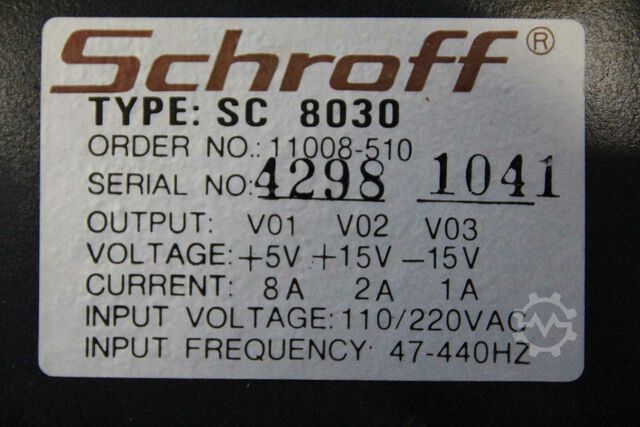 Schroff®
TYPE: SC 8030
ORDER NO.: 11008-510
SERIAL NO: 4298 1041
OUTPUT: V01 V02 V03
VOLTAGE: +5V +15V -15V
CURRENT: 8A 2A 1A
INPUT VOLTAGE: 110/220VAC
INPUT FREQUENCY: 47-440HZ